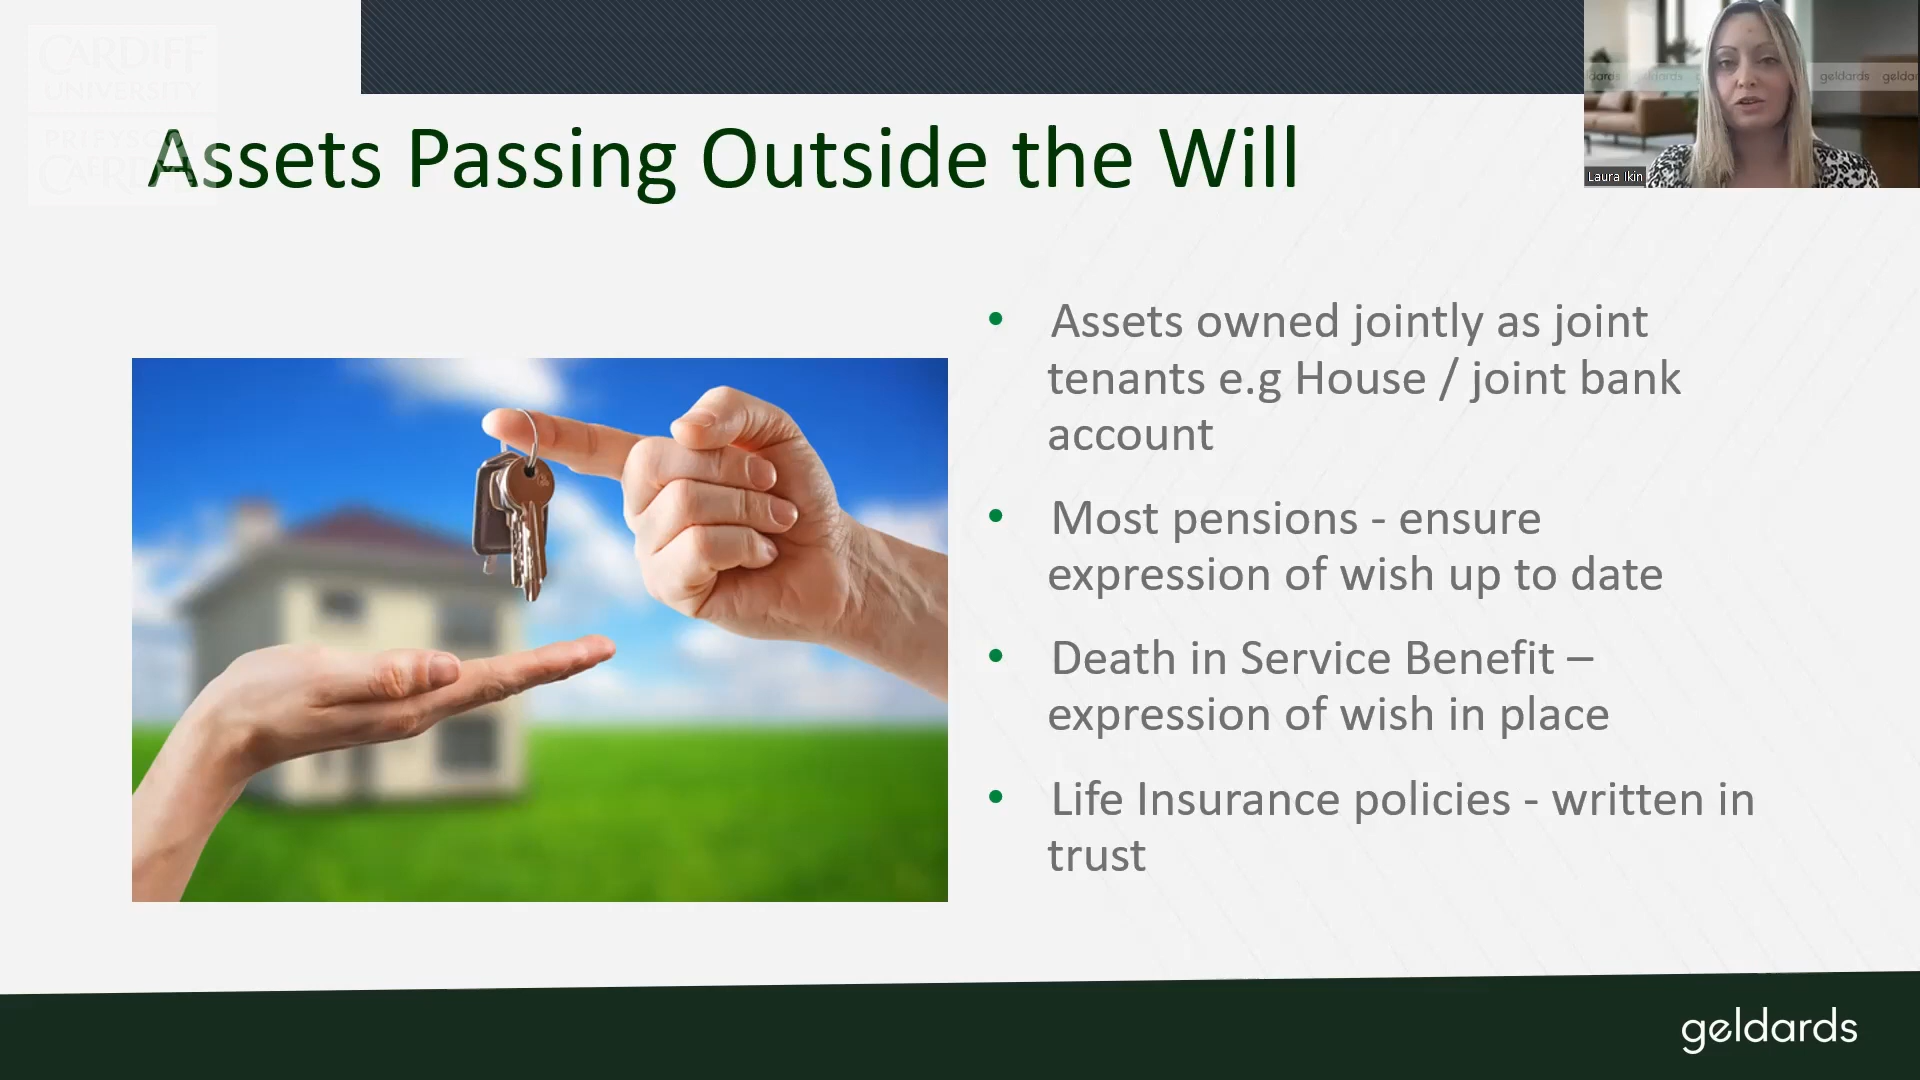 CARDIFF
UNIVERSITY
PRIFYSGOL
CAERDYDD
Assets Passing Outside the Will
geldards geldar
Laura Ikin
• Assets owned jointly as joint
tenants e.g House / joint bank
account
• Most pensions - ensure
expression of wish up to date
• Death in Service Benefit –
expression of wish in place
• Life Insurance policies - written in
trust
geldards